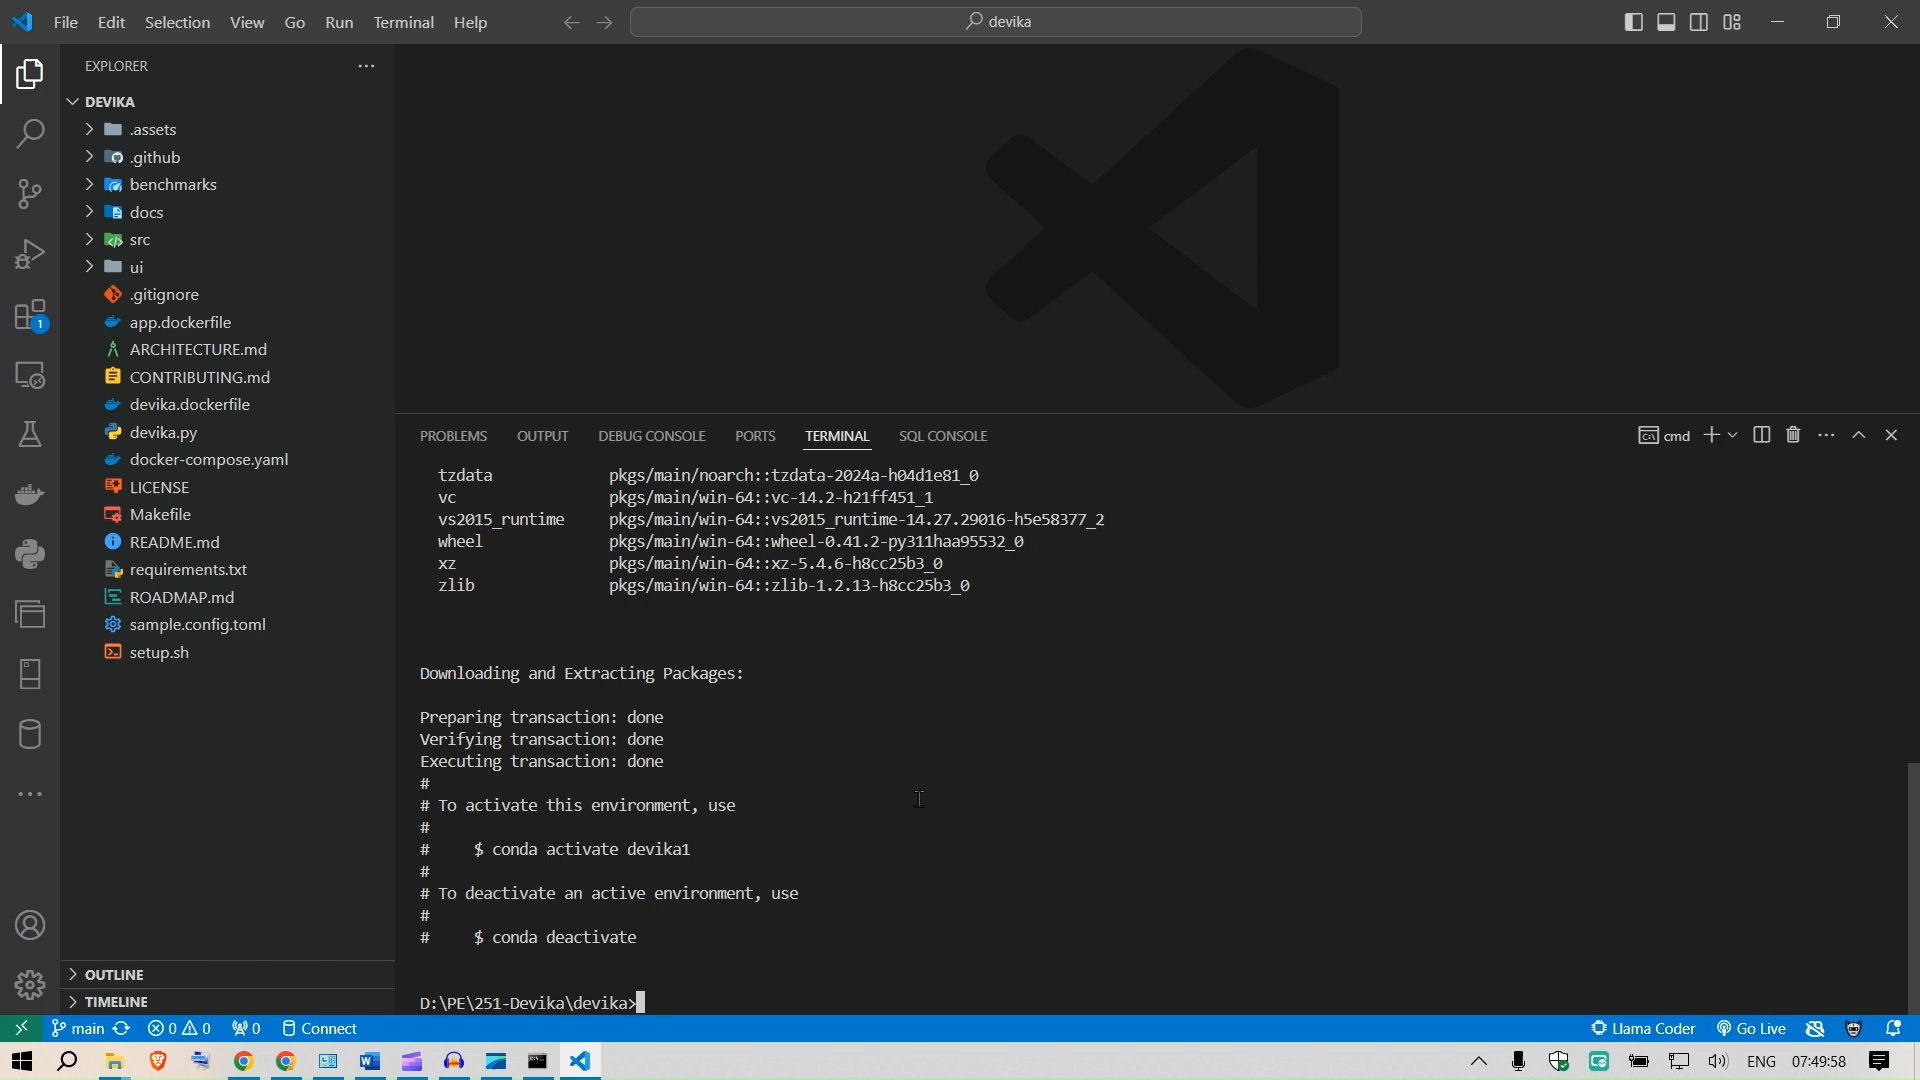 File Edit Selection View Go Run Terminal Help
devika
EXPLORER
DEVIKA
.assets
.github
benchmarks
docs
src
ui
.gitignore
app.dockerfile
ARCHITECTURE.md
CONTRIBUTING.md
devika.dockerfile
devika.py
docker-compose.yaml
LICENSE
Makefile
README.md
requirements.txt
ROADMAP.md
sample.config.toml
setup.sh
OUTLINE
TIMELINE
1
PROBLEMS OUTPUT DEBUG CONSOLE PORTS TERMINAL SQL CONSOLE
cmd
tzdata pkgs/main/noarch::tzdata-2024a-h04d1e81_0
vc pkgs/main/win-64::vc-14.2-h21ff451_1
vs2015_runtime pkgs/main/win-64::vs2015_runtime-14.27.29016-h5e58377_2
wheel pkgs/main/win-64::wheel-0.41.2-py311haa95532_0
xz pkgs/main/win-64::xz-5.4.6-h8cc25b3_0
zlib pkgs/main/win-64::zlib-1.2.13-h8cc25b3_0
Downloading and Extracting Packages:
Preparing transaction: done
Verifying transaction: done
Executing transaction: done
#
# To activate this environment, use
#
# $ conda activate devika1
#
# To deactivate an active environment, use
#
# $ conda deactivate
D:\PE\251-Devika\devika>
main 0 0 0 Connect
Llama Coder Go Live
ENG 07:49:58